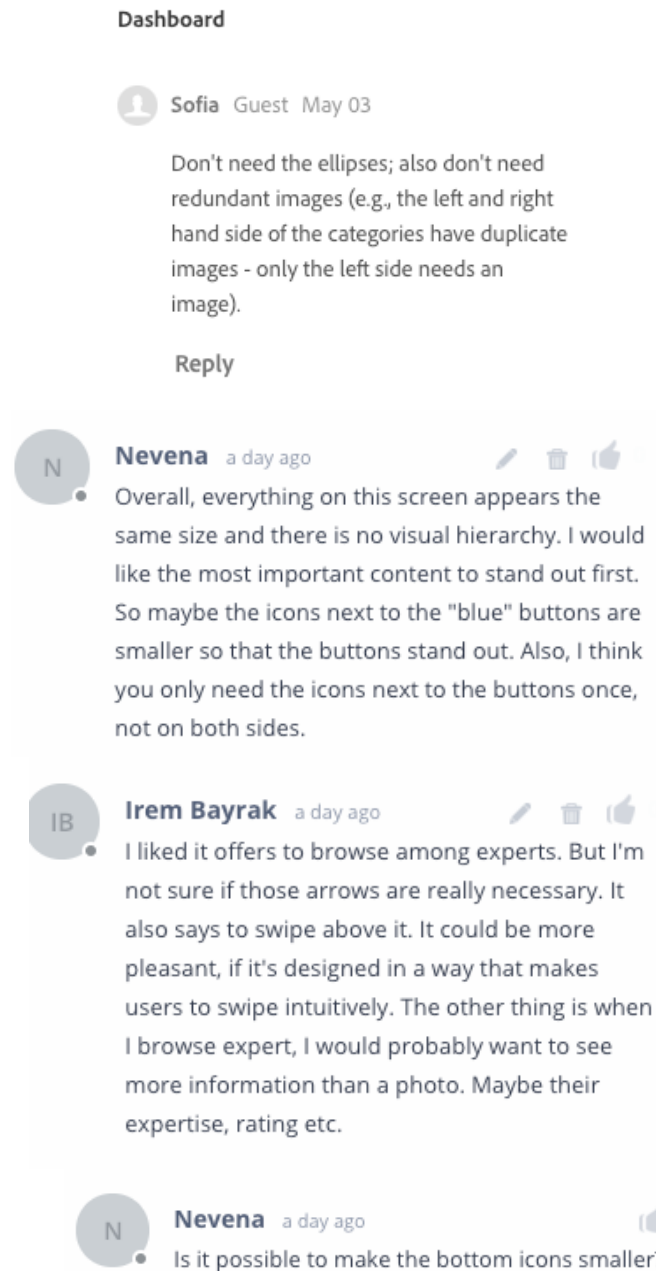 Dashboard
Sofia Guest May 03
Don't need the ellipses; also don't need
redundant images (e.g., the left and right
hand side of the categories have duplicate
images - only the left side needs an
image).
Reply
N
Nevena a day ago
Overall, everything on this screen appears the
same size and there is no visual hierarchy. I would
like the most important content to stand out first.
So maybe the icons next to the "blue" buttons are
smaller so that the buttons stand out. Also, I think
you only need the icons next to the buttons once,
not on both sides.
IB
Irem Bayrak a day ago
I liked it offers to browse among experts. But I'm
not sure if those arrows are really necessary. It
also says to swipe above it. It could be more
pleasant, if it's designed in a way that makes
users to swipe intuitively. The other thing is when
I browse expert, I would probably want to see
more information than a photo. Maybe their
expertise, rating etc.
N
Nevena a day ago
Is it possible to make the bottom icons smaller?